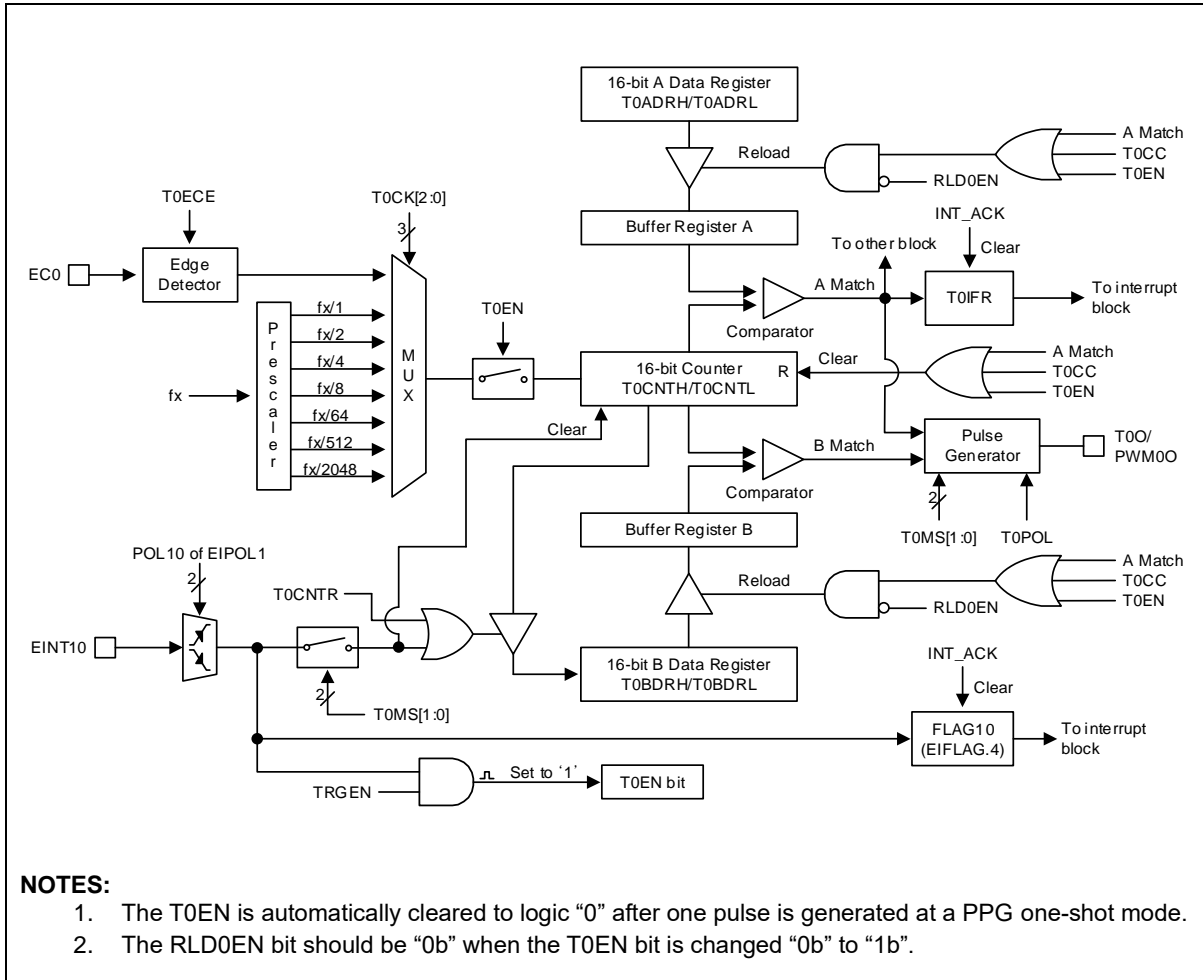 16-bit A Data Register
T0ADRH/T0ADRL
Reload
A Match
T0CC
T0EN
RLD0EN
T0ECE
T0CK[2:0]
3
Buffer Register A
INT_ACK
Clear
To other block
EC0
Edge
Detector
A Match
T0IFR
To interrupt
block
Comparator
Prescaler
fx/1
fx/2
fx/4
fx/8
fx/64
fx/512
fx/2048
MUX
fx
T0EN
16-bit Counter
T0CNTH/T0CNTL
R
Clear
A Match
T0CC
T0EN
Clear
B Match
Comparator
Pulse
Generator
T0O/
PWM0O
2
T0MS[1:0]
T0POL
Buffer Register B
POL10 of EIPOL1
2
T0CNTR
Reload
A Match
T0CC
T0EN
RLD0EN
EINT10
2
T0MS[1:0]
16-bit B Data Register
T0BDRH/T0BDRL
INT_ACK
Clear
FLAG10
(EIFLAG.4)
To interrupt
block
TRGEN
Set to ‘1’
T0EN bit
NOTES:
1. The T0EN is automatically cleared to logic “0” after one pulse is generated at a PPG one-shot mode.
2. The RLD0EN bit should be “0b” when the T0EN bit is changed “0b” to “1b”.